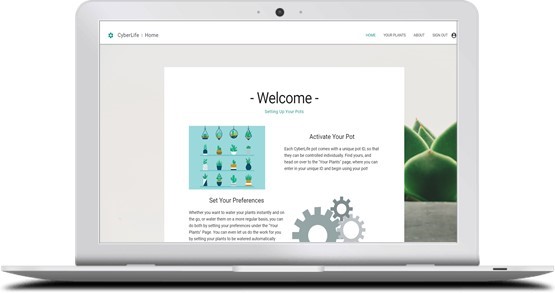 CyberLife | Home
HOME YOUR PLANTS ABOUT SIGN OUT
- Welcome -
Setting Up Your Pots
Activate Your Pot
Each CyberLife pot comes with a unique pot ID, so that
they can be controlled individually. Find yours, and
head on over to the "Your Plants" page, where you can
enter in your unique ID and begin using your pot!
Set Your Preferences
Whether you want to water your plants instantly and on
the go, or water them on a more regular basis, you can
do both by setting your preferences under the "Your
Plants" Page. You can even let us do the work for you
by setting your plants to be watered automatically